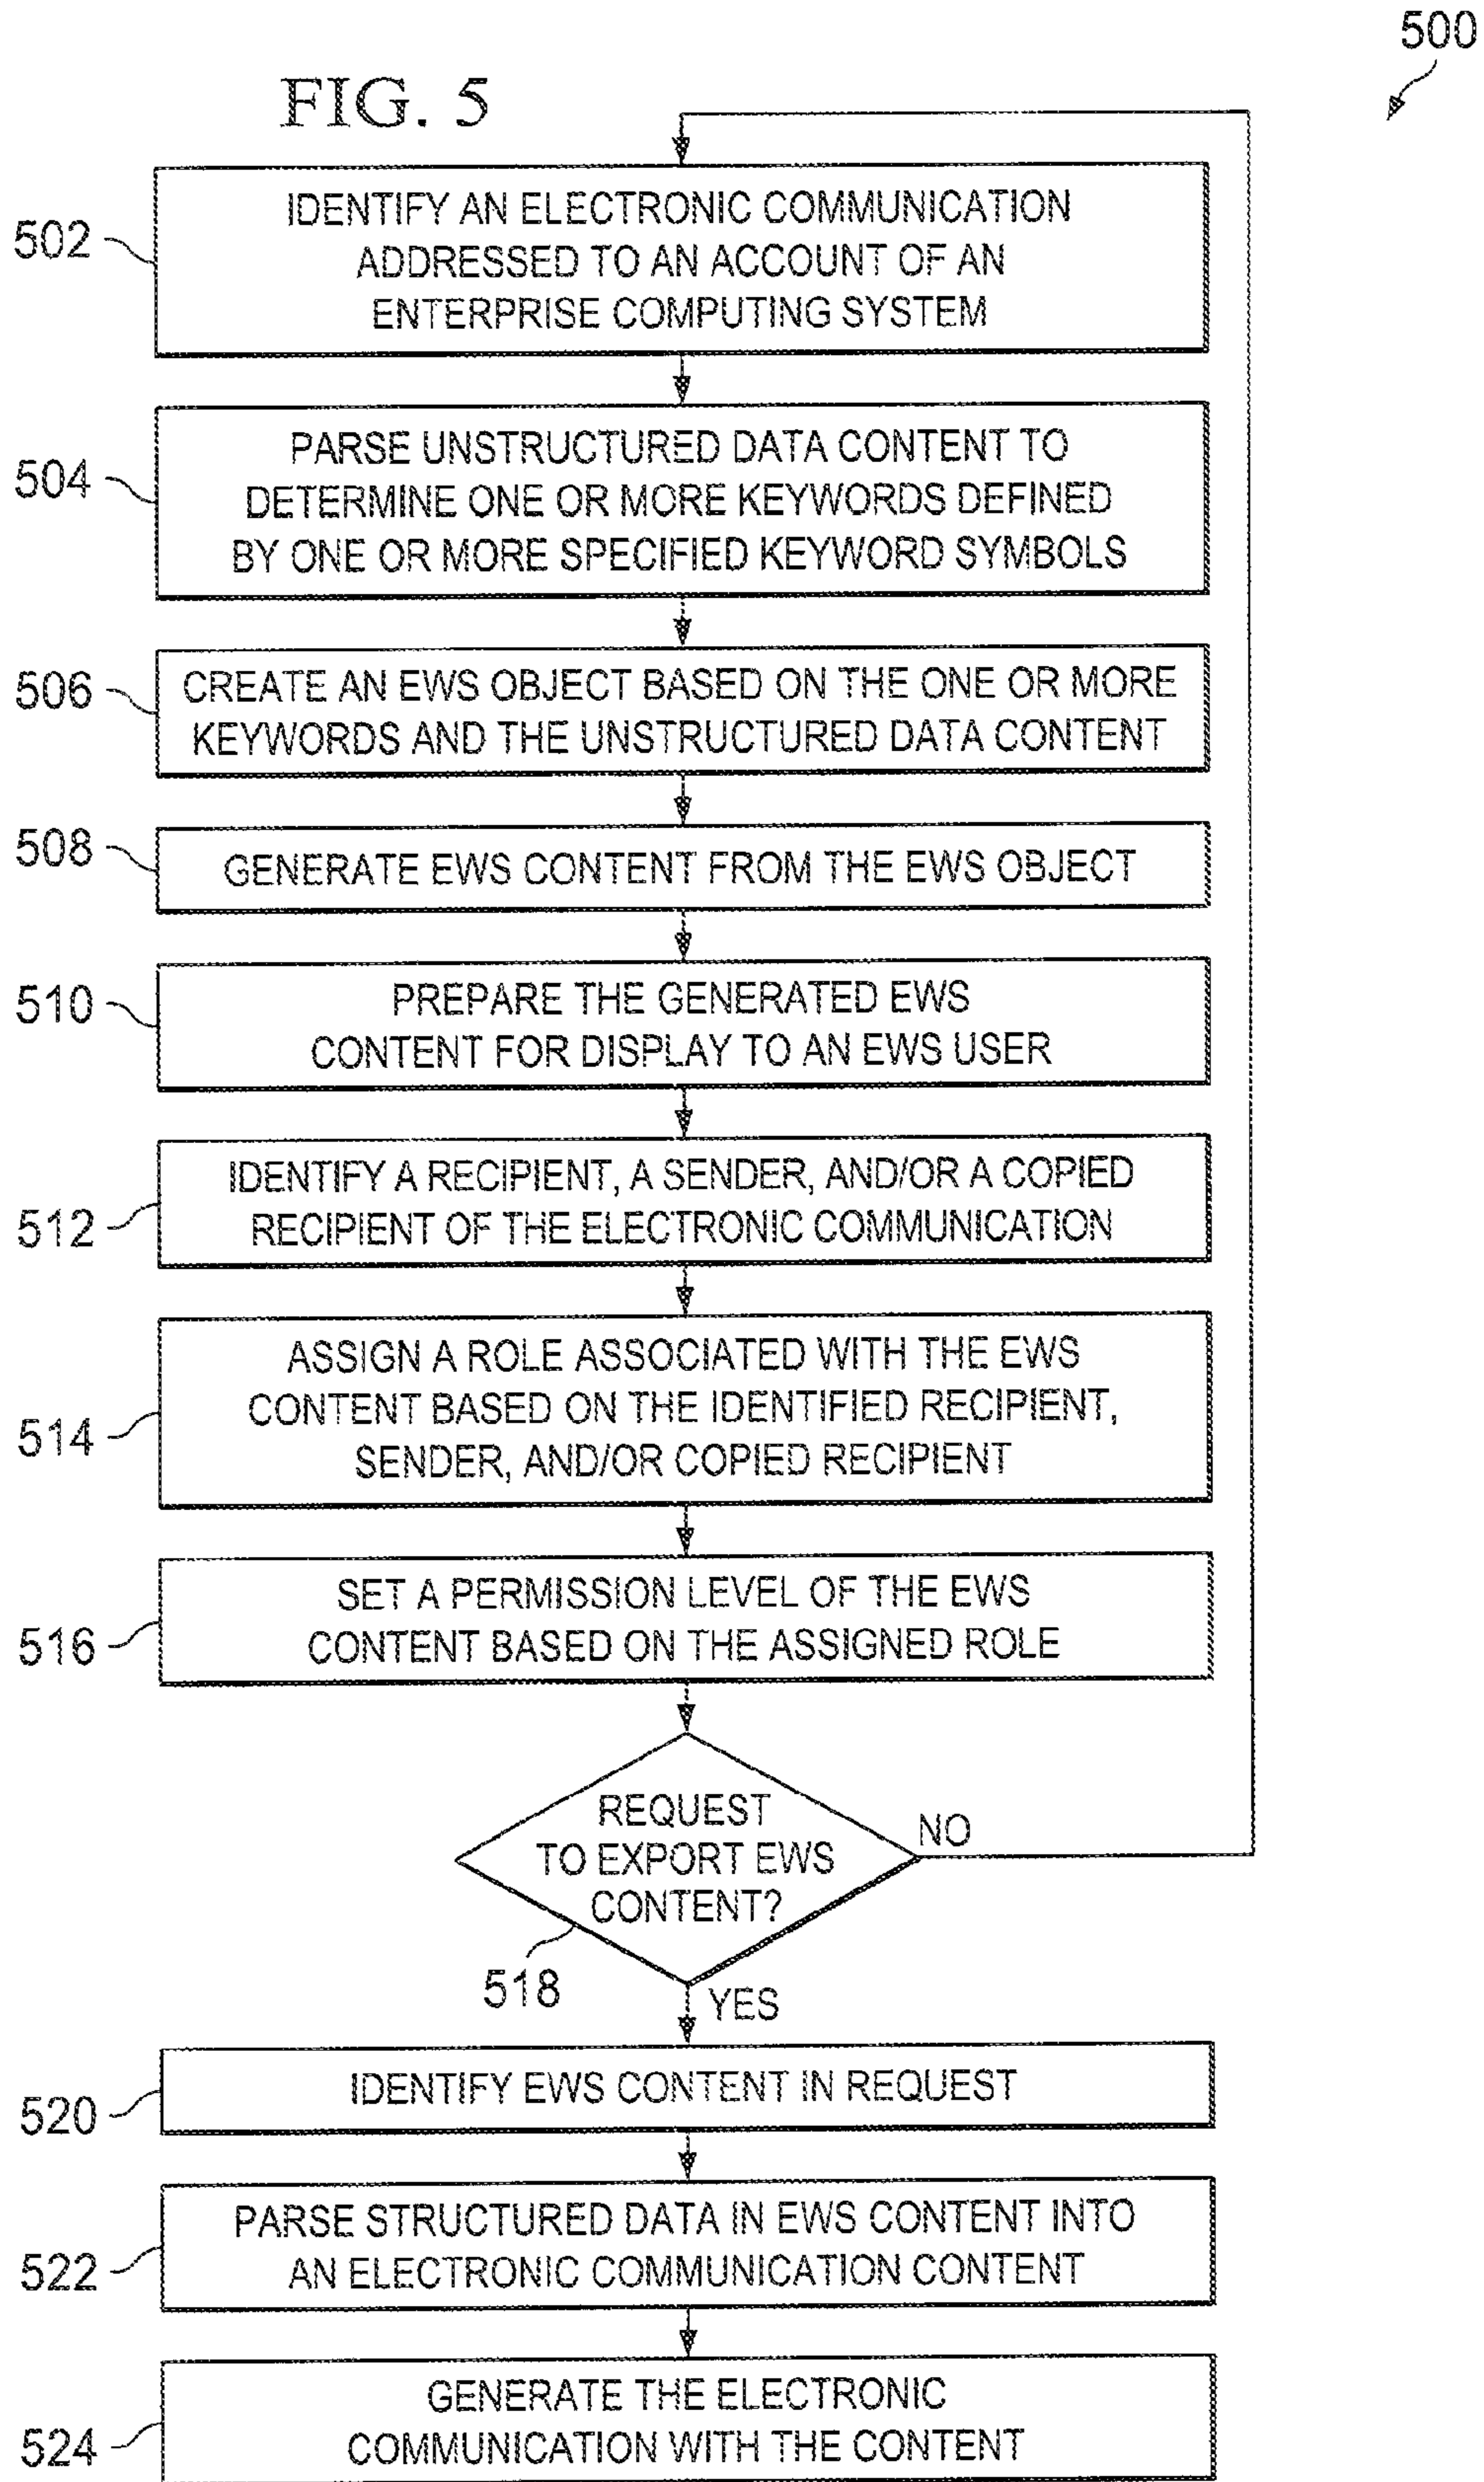 500
FIG. 5
502
IDENTIFY AN ELECTRONIC COMMUNICATION
ADDRESSED TO AN ACCOUNT OF AN
ENTERPRISE COMPUTING SYSTEM
504
PARSE UNSTRUCTURED DATA CONTENT TO
DETERMINE ONE OR MORE KEYWORDS DEFINED
BY ONE OR MORE SPECIFIED KEYWORD SYMBOLS
506
CREATE AN EWS OBJECT BASED ON THE ONE OR MORE
KEYWORDS AND THE UNSTRUCTURED DATA CONTENT
508
GENERATE EWS CONTENT FROM THE EWS OBJECT
510
PREPARE THE GENERATED EWS
CONTENT FOR DISPLAY TO AN EWS USER
512
IDENTIFY A RECIPIENT, A SENDER, AND/OR A COPIED
RECIPIENT OF THE ELECTRONIC COMMUNICATION
514
ASSIGN A ROLE ASSOCIATED WITH THE EWS
CONTENT BASED ON THE IDENTIFIED RECIPIENT,
SENDER, AND/OR COPIED RECIPIENT
516
SET A PERMISSION LEVEL OF THE EWS
CONTENT BASED ON THE ASSIGNED ROLE
REQUEST
TO EXPORT EWS
CONTENT?
NO
518
YES
520
IDENTIFY EWS CONTENT IN REQUEST
522
PARSE STRUCTURED DATA IN EWS CONTENT INTO
AN ELECTRONIC COMMUNICATION CONTENT
524
GENERATE THE ELECTRONIC
COMMUNICATION WITH THE CONTENT